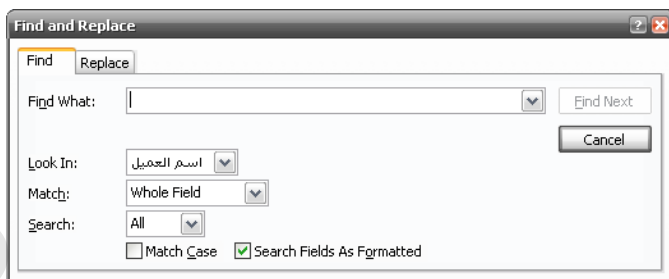 Find and Replace
Find Replace
Find What: Find Next
Cancel
Look In: اسم العميل
Match: Whole Field
Search: All
Match Case Search Fields As Formatted